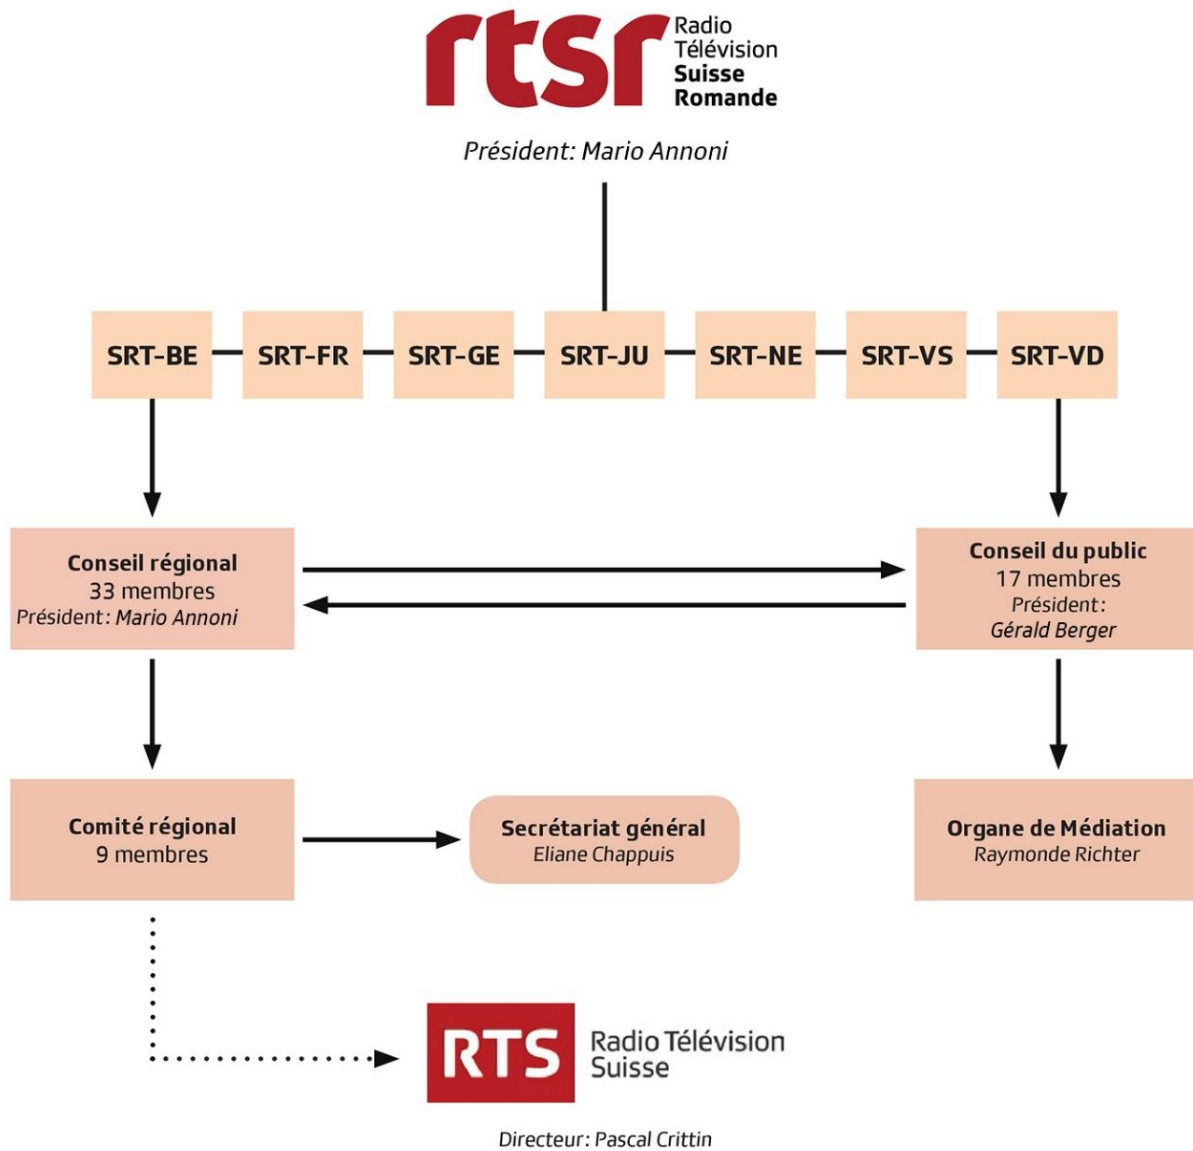 rtsr
Radio
Télévision
Suisse
Romande
Président: Mario Annoni
SRT-BE
SRT-FR
SRT-GE
SRT-JU
SRT-NE
SRT-VS
SRT-VD
Conseil régional
33 membres
Président: Mario Annoni
Conseil du public
17 membres
Président:
Gérald Berger
Comité régional
9 membres
Secrétariat général
Eliane Chappuis
Organe de Médiation
Raymonde Richter
RTS
Radio Télévision
Suisse
Directeur: Pascal Crittin